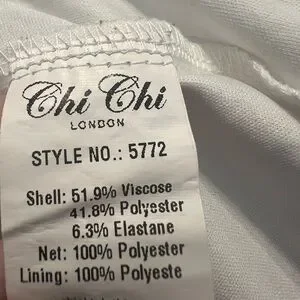 Chi Chi
LONDON
STYLE NO.: 5772
Shell: 51.9% Viscose
41.8% Polyester
6.3% Elastane
Net: 100% Polyester
Lining: 100% Polyeste